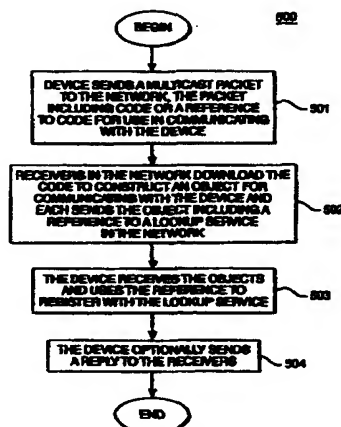 500
BEGIN
DEVICE SENDS A MULTICAST PACKET
TO THE NETWORK, THE PACKET
INCLUDING CODE OR A REFERENCE
TO CODE FOR USE IN COMMUNICATING
WITH THE DEVICE
501
RECEIVERS IN THE NETWORK DOWNLOAD THE
CODE TO CONSTRUCT AN OBJECT FOR
COMMUNICATING WITH THE DEVICE AND
EACH SENDS THE OBJECT INCLUDING A
REFERENCE TO A LOOKUP SERVICE
IN THE NETWORK
502
THE DEVICE RECEIVES THE OBJECTS
AND USES THE REFERENCE TO
REGISTER WITH THE LOOKUP SERVICE
503
THE DEVICE OPTIONALLY SENDS
A REPLY TO THE RECEIVERS
504
END